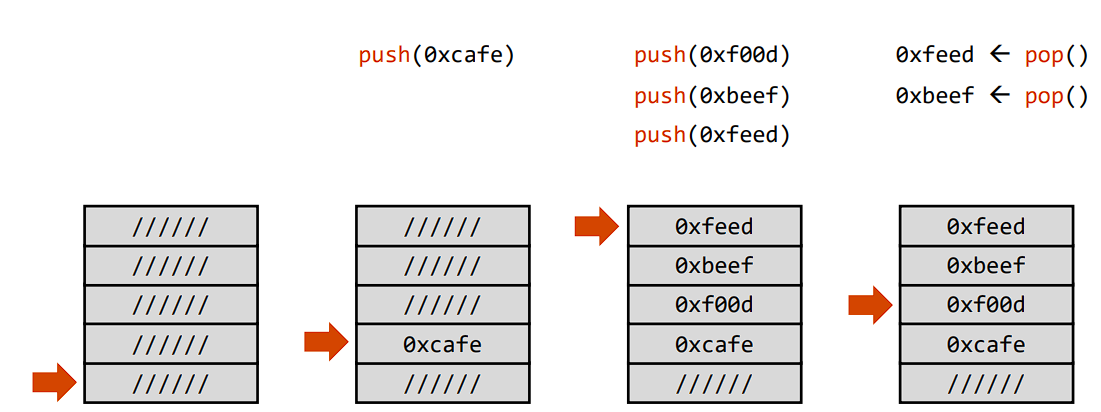 push(0xcafe)
push(0xf00d)
push(0xbeef)
push(0xfeed)
0xfeed ← pop()
0xbeef ← pop()
//////
//////
//////
//////
//////
//////
//////
//////
0xcafe
//////
0xfeed
0xbeef
0xf00d
0xcafe
//////
0xfeed
0xbeef
0xf00d
0xcafe
//////